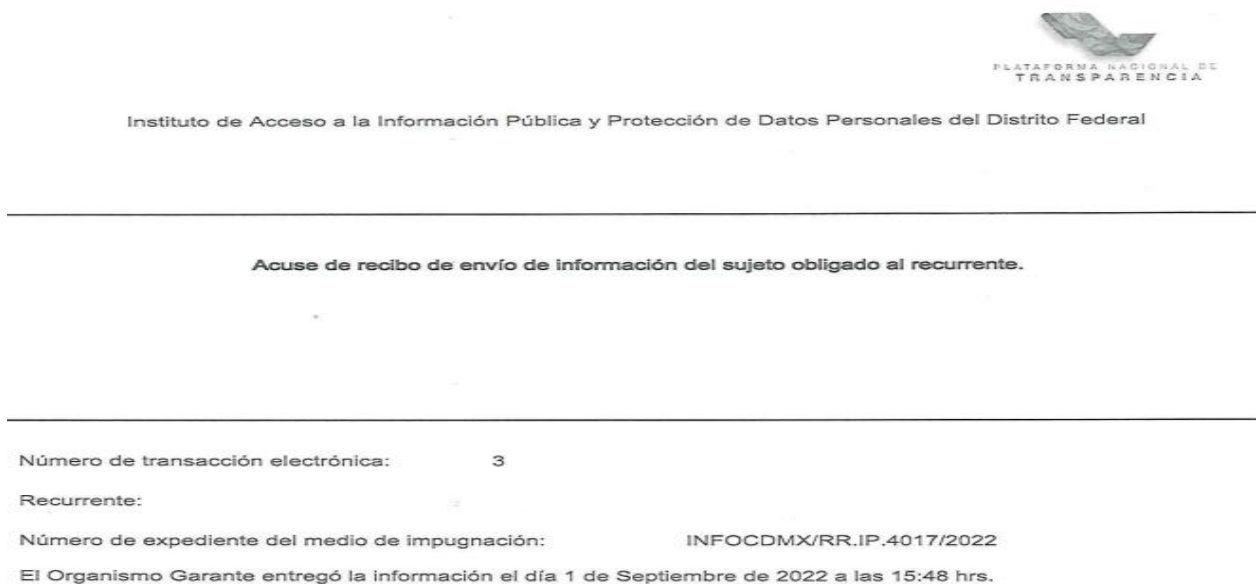 PLATAFORMA NACIONAL DE
TRANSPARENCIA
Instituto de Acceso a la Información Pública y Protección de Datos Personales del Distrito Federal
Acuse de recibo de envío de información del sujeto obligado al recurrente.
Número de transacción electrónica: 3
Recurrente:
Número de expediente del medio de impugnación: INFOCDMX/RR.IP.4017/2022
El Organismo Garante entregó la información el día 1 de Septiembre de 2022 a las 15:48 hrs.